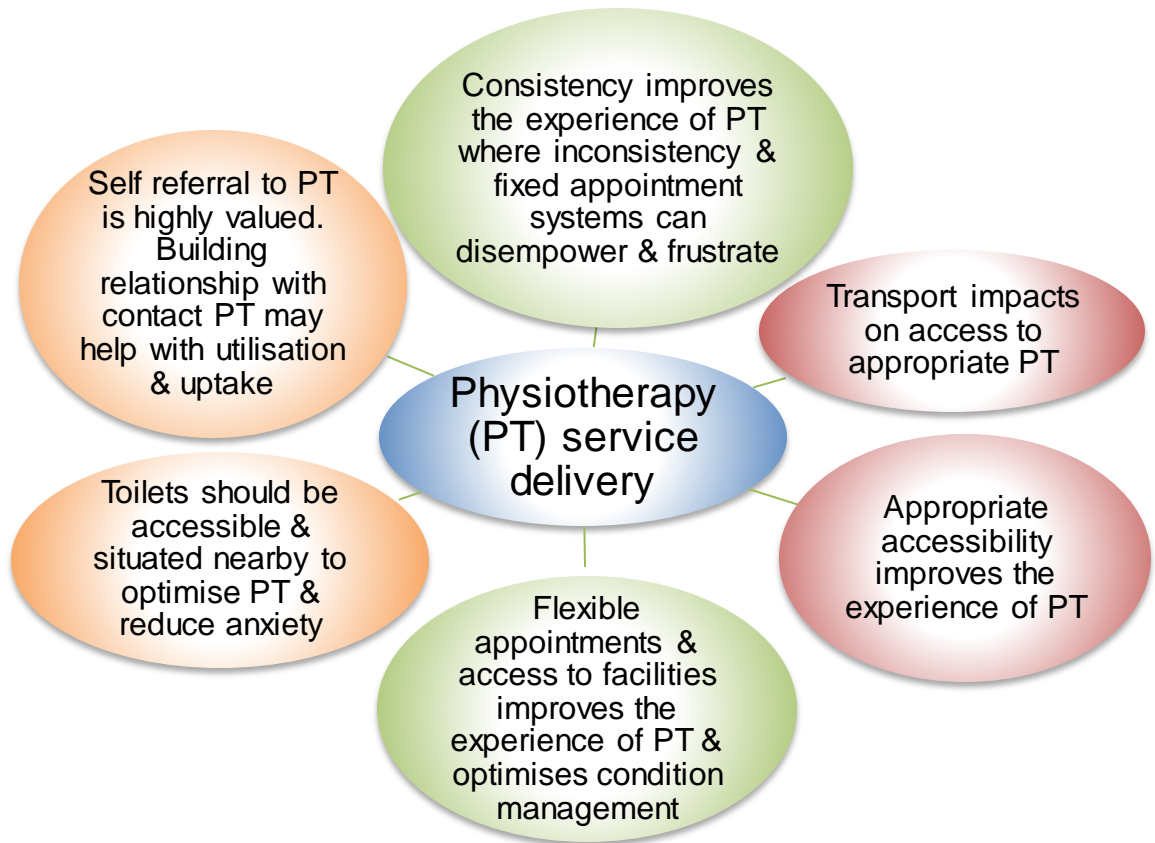 Consistency improves
the experience of PT
where inconsistency &
fixed appointment
systems can
disempower & frustrate
Self referral to PT
is highly valued.
Building
relationship with
contact PT may
help with utilisation
& uptake
Transport impacts
on access to
appropriate PT
Physiotherapy
(PT) service
delivery
Toilets should be
accessible &
situated nearby to
optimise PT &
reduce anxiety
Appropriate
accessibility
improves the
experience of PT
Flexible
appointments &
access to facilities
improves the
experience of PT &
optimises condition
management